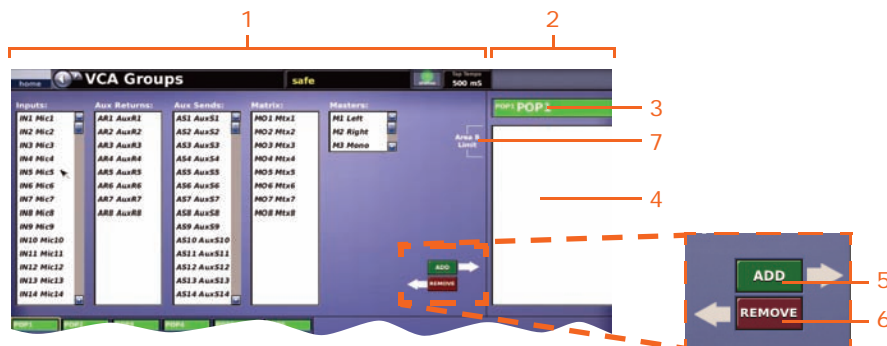 1
2
home
VCA Groups
safe
Tap Tempo
500 mS
Inputs:
IN1 Mic1
IN2 Mic2
IN3 Mic3
IN4 Mic4
IN5 Mic5
IN6 Mic6
IN7 Mic7
IN8 Mic8
IN9 Mic9
IN10 Mic10
IN11 Mic11
IN12 Mic12
IN13 Mic13
IN14 Mic14
Aux Returns:
AR1 AuxR1
AR2 AuxR2
AR3 AuxR3
AR4 AuxR4
AR5 AuxR5
AR6 AuxR6
AR7 AuxR7
AR8 AuxR8
Aux Sends:
AS1 AuxS1
AS2 AuxS2
AS3 AuxS3
AS4 AuxS4
AS5 AuxS5
AS6 AuxS6
AS7 AuxS7
AS8 AuxS8
AS9 AuxS9
AS10 AuxS10
AS11 AuxS11
AS12 AuxS12
AS13 AuxS13
AS14 AuxS14
Matrix:
MO1 Mtx1
MO2 Mtx2
MO3 Mtx3
MO4 Mtx4
MO5 Mtx5
MO6 Mtx6
MO7 Mtx7
MO8 Mtx8
Masters:
M1 Left
M2 Right
M3 Mono
Area B
Limit
POP1 POP1
3
7
4
ADD
REMOVE
ADD
5
REMOVE
6
POP1
POP4